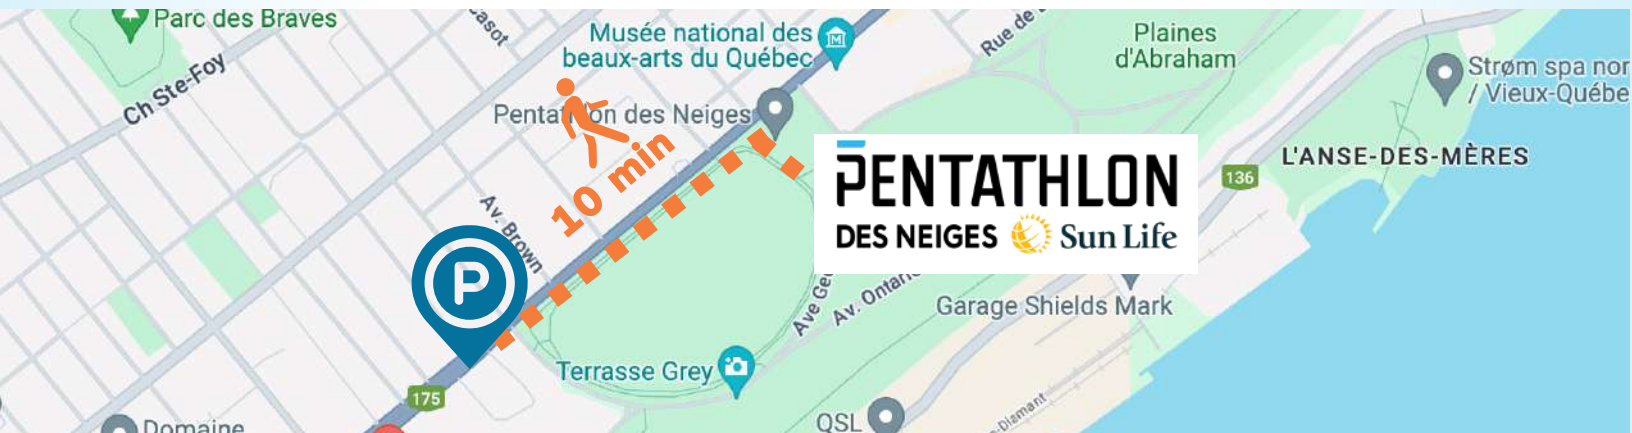 Parc des Braves
Ch Ste-Foy
Musée national des
beaux-arts du Québec
Plaines
d'Abraham
Strøm spa nor
/ Vieux-Québe
Pentathlon des Neiges
10 min
PENTATHLON
DES NEIGES Sun Life
L'ANSE-DES-MÈRES
136
Av. Brown
P
Av. Ontario
Garage Shields Mark
Terrasse Grey
175
QSL
Domaine